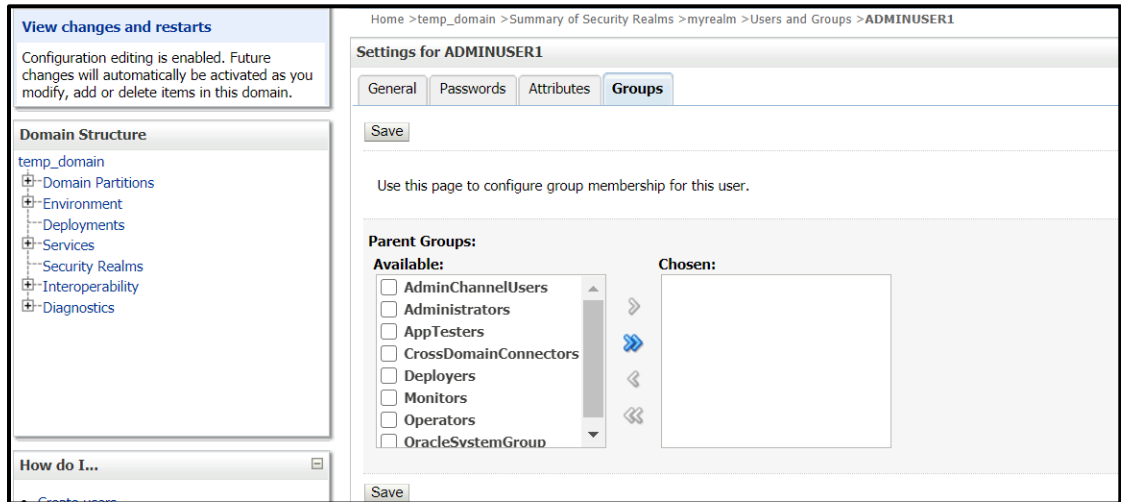 View changes and restarts
Configuration editing is enabled. Future
changes will automatically be activated as you
modify, add or delete items in this domain.
Domain Structure
temp_domain
Domain Partitions
Environment
Deployments
Services
Security Realms
Interoperability
Diagnostics
How do I...
Create users
Home >temp_domain >Summary of Security Realms >myrealm >Users and Groups >ADMINUSER1
Settings for ADMINUSER1
General Passwords Attributes Groups
Save
Use this page to configure group membership for this user.
Parent Groups:
Available: Chosen:
AdminChannelUsers
Administrators
AppTesters
CrossDomainConnectors
Deployers
Monitors
Operators
OracleSystemGroup
Save